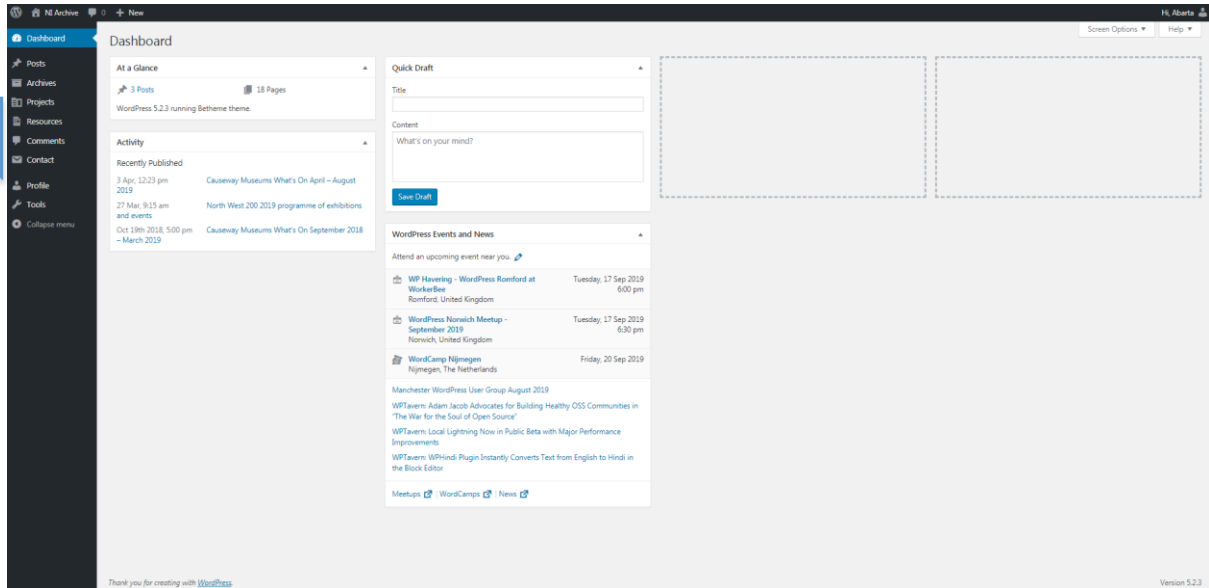 NI Archive 0 + New
Hi, Abarta
Dashboard
Posts
Archives
Projects
Resources
Comments
Contact
Profile
Tools
Collapse menu
Screen Options ▼ Help ▼
Dashboard
At a Glance
3 Posts 18 Pages
WordPress 5.2.3 running Betheme theme.
Activity
Recently Published
3 Apr, 12:23 pm Causeway Museums What's On April – August
2019
27 Mar, 9:15 am North West 200 2019 programme of exhibitions
and events
Oct 19th 2018, 5:00 pm Causeway Museums What's On September 2018
– March 2019
Quick Draft
Title
Content
What's on your mind?
Save Draft
WordPress Events and News
Attend an upcoming event near you.
WP Havering - WordPress Romford at Tuesday, 17 Sep 2019
WorkerBee 6:00 pm
Romford, United Kingdom
WordPress Norwich Meetup - Tuesday, 17 Sep 2019
September 2019 6:30 pm
Norwich, United Kingdom
WordCamp Nijmegen Friday, 20 Sep 2019
Nijmegen, The Netherlands
Manchester WordPress User Group August 2019
WPTavern: Adam Jacob Advocates for Building Healthy OSS Communities in
"The War for the Soul of Open Source"
WPTavern: Local Lightning Now in Public Beta with Major Performance
Improvements
WPTavern: WPHindi Plugin Instantly Converts Text from English to Hindi in
the Block Editor
Meetups | WordCamps | News
Thank you for creating with WordPress.
Version 5.2.3